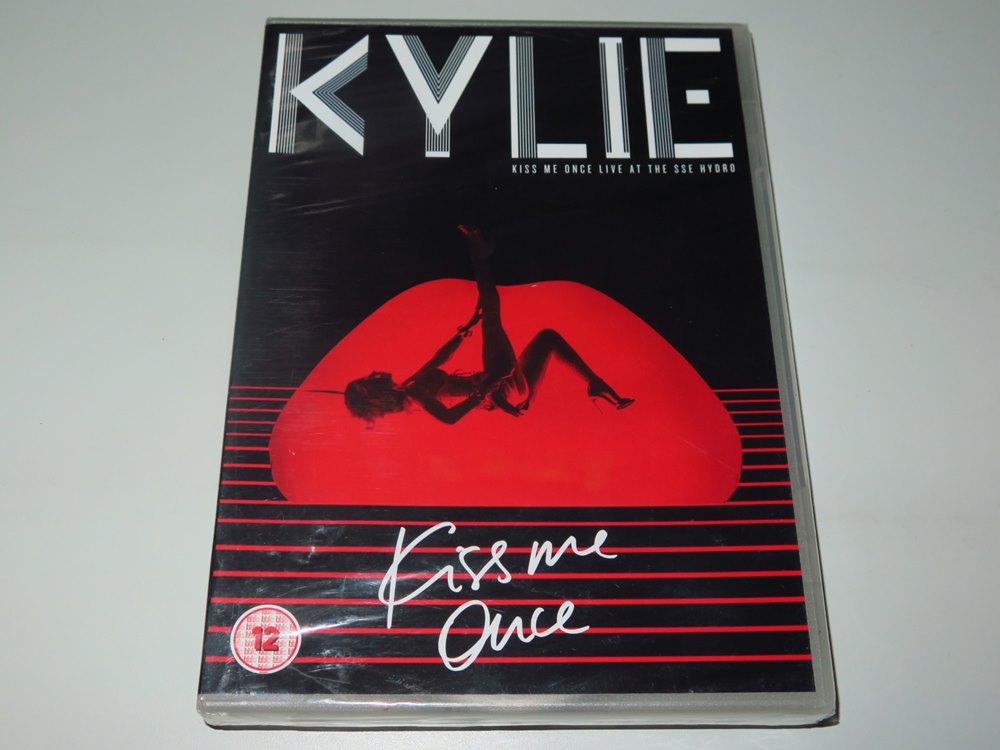 KYLIE
KISS ME ONCE LIVE AT THE SSE HYDRO
Kiss me
Once
12